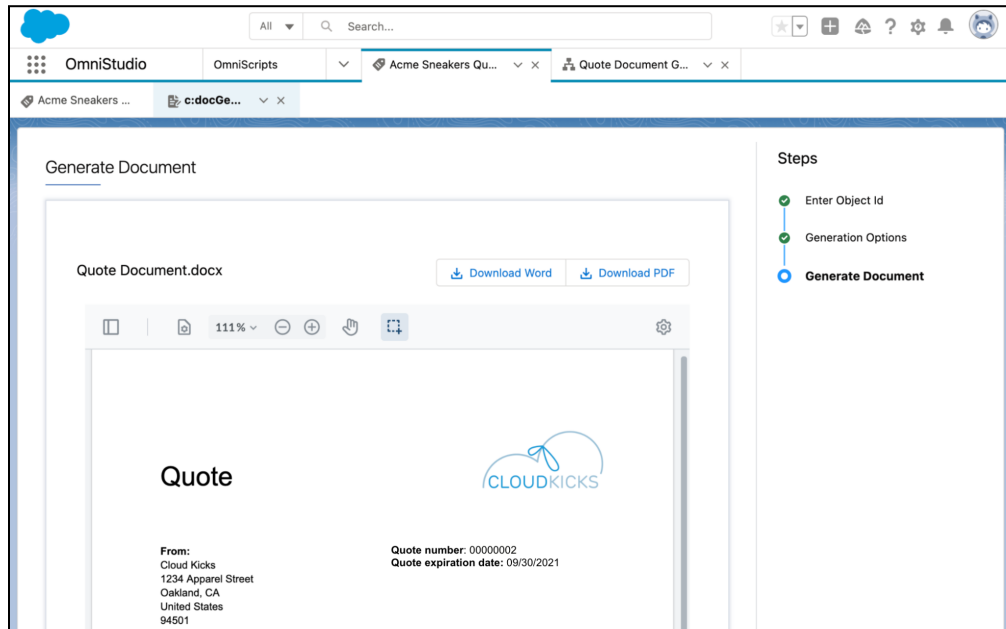 All Search...
OmniStudio OmniScripts Acme Sneakers Qu... Quote Document G...
Acme Sneakers ... c:docGe...
Generate Document
Steps
Enter Object Id
Generation Options
Generate Document
Quote Document.docx
Download Word Download PDF
111%
Quote
CLOUDKICKS
From:
Cloud Kicks
1234 Apparel Street
Oakland, CA
United States
94501
Quote number: 00000002
Quote expiration date: 09/30/2021